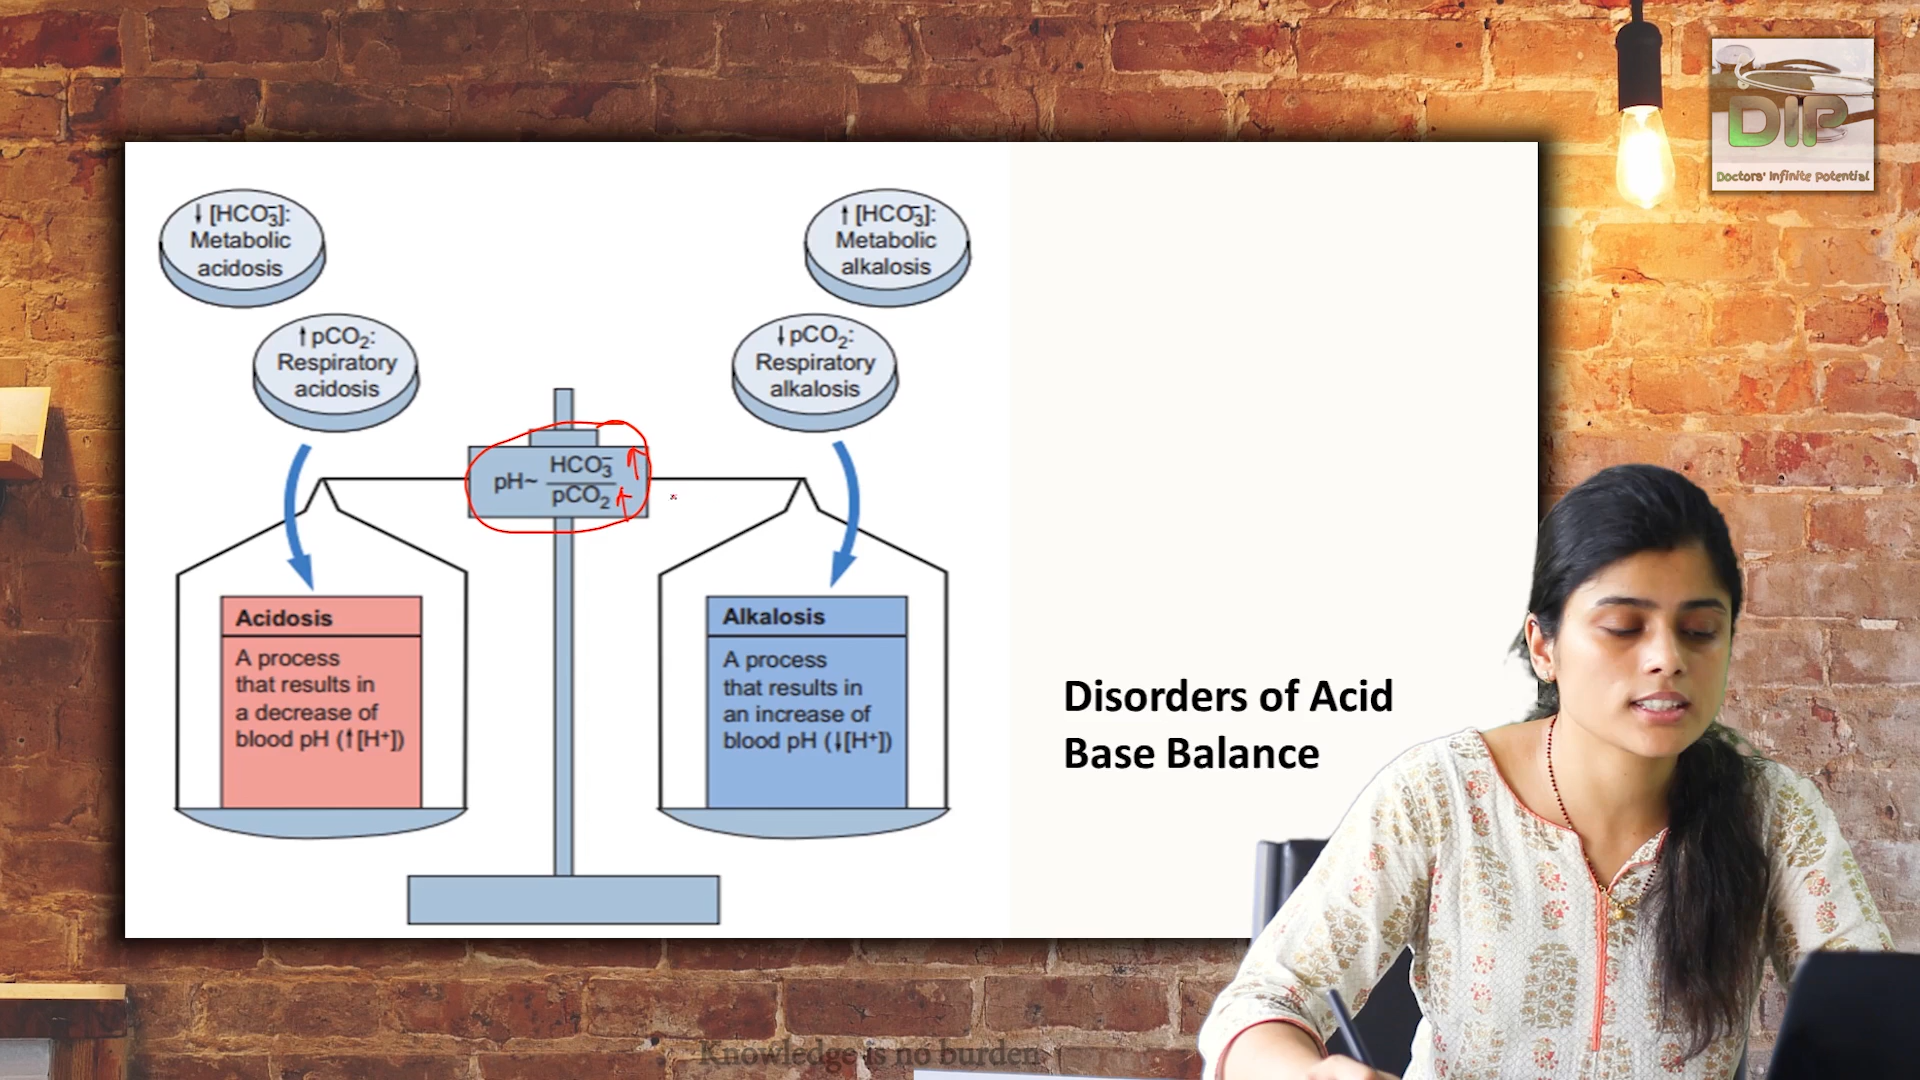 ↓ [HCO₃⁻]:
Metabolic
acidosis
↑ pCO₂:
Respiratory
acidosis
↑ [HCO₃⁻]:
Metabolic
alkalosis
↓ pCO₂:
Respiratory
alkalosis
pH~ HCO₃⁻ ↑
pCO₂ ↑
Acidosis
A process
that results in
a decrease of
blood pH (↑[H⁺])
Alkalosis
A process
that results in
an increase of
blood pH (↓[H⁺])
Disorders of Acid
Base Balance
DIP
Doctors' Infinite Potential
Knowledge is no burden